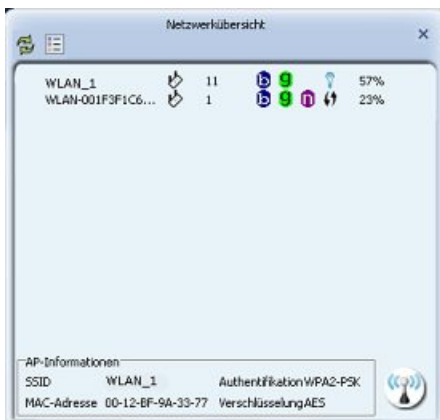 Netzwerkübersicht
WLAN_1 11 b g 57%
WLAN-001F3F1C6... 1 b g n 23%
AP-Informationen
SSID WLAN_1 Authentifikation WPA2-PSK
MAC-Adresse 00-12-BF-9A-33-77 Verschlüsselung AES